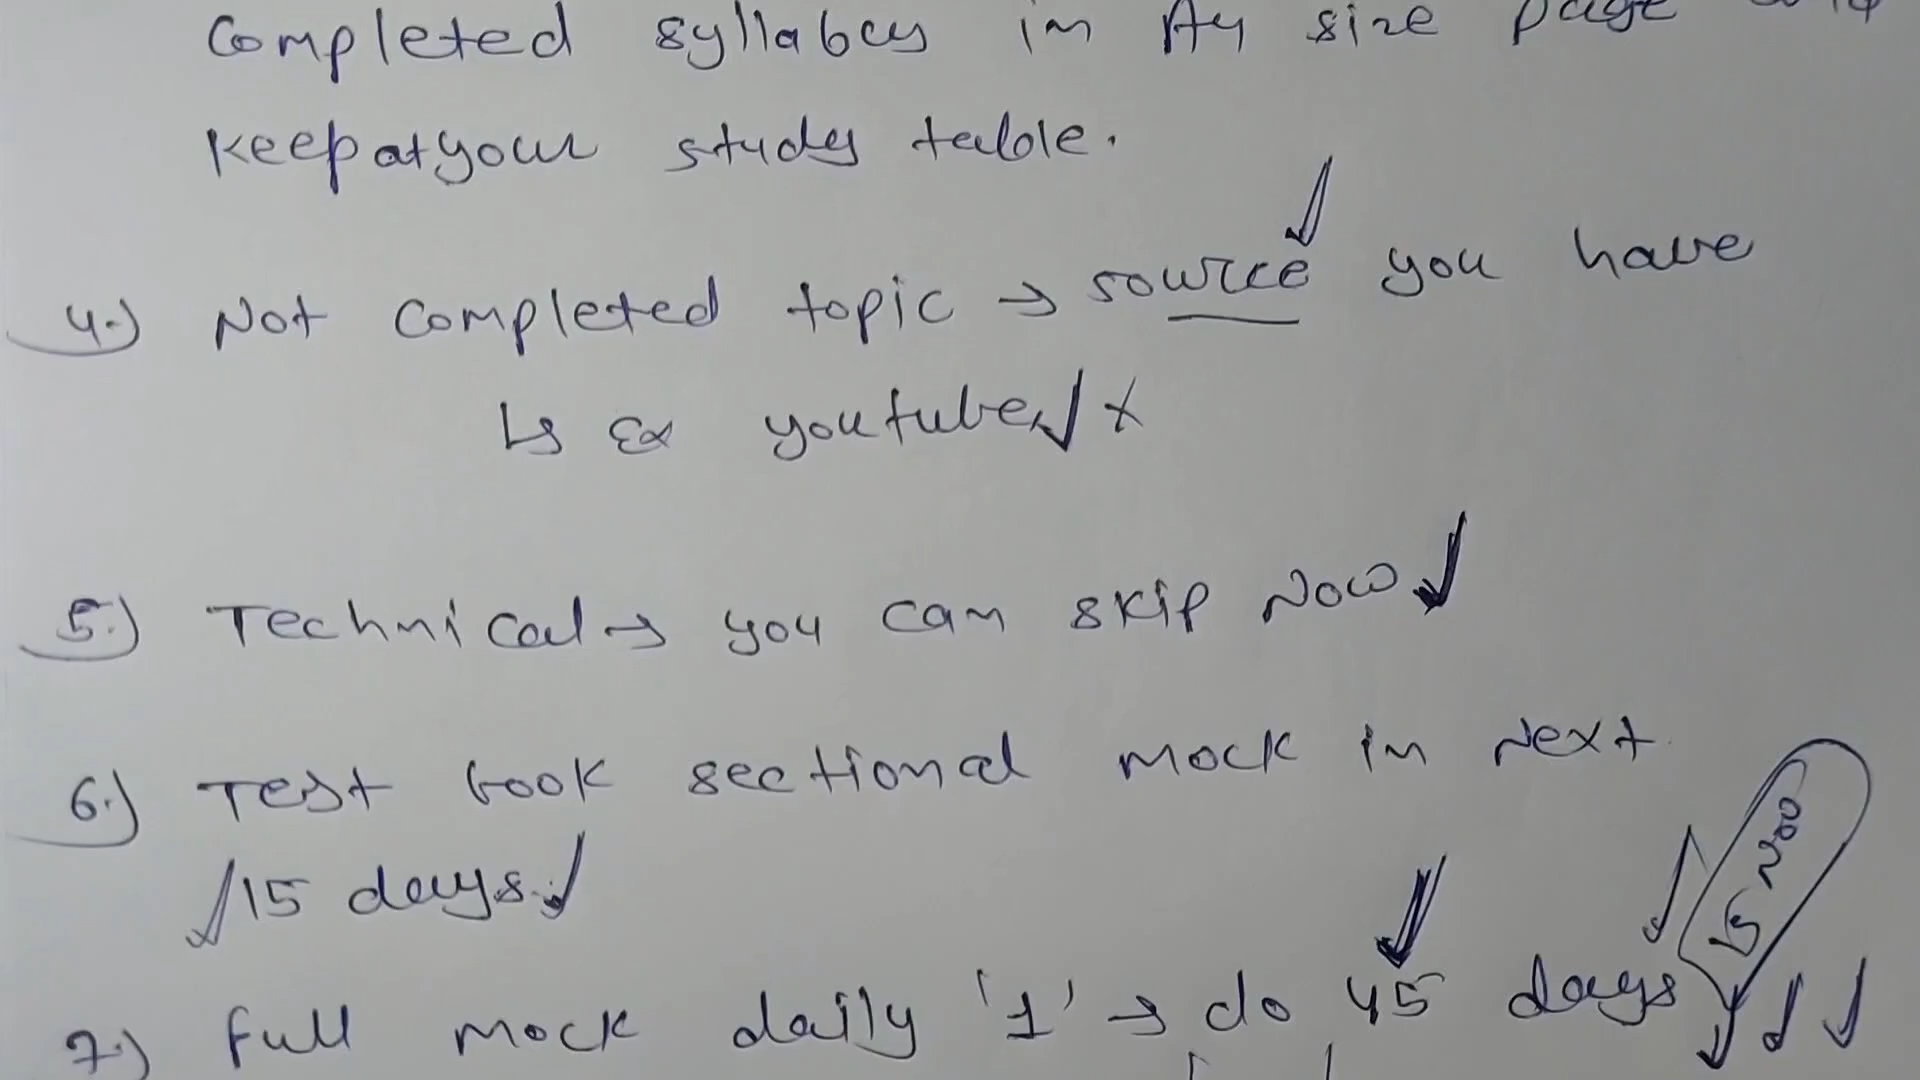 Completed syllabus in A4 size page
Keep at your study table.
4.) Not completed topic → source you have
↳ Ex youtube
5.) Technical → you can skip Now
6.) Test book sectional mock in Next
15 days.
7.) full mock daily '1' → do 45 days